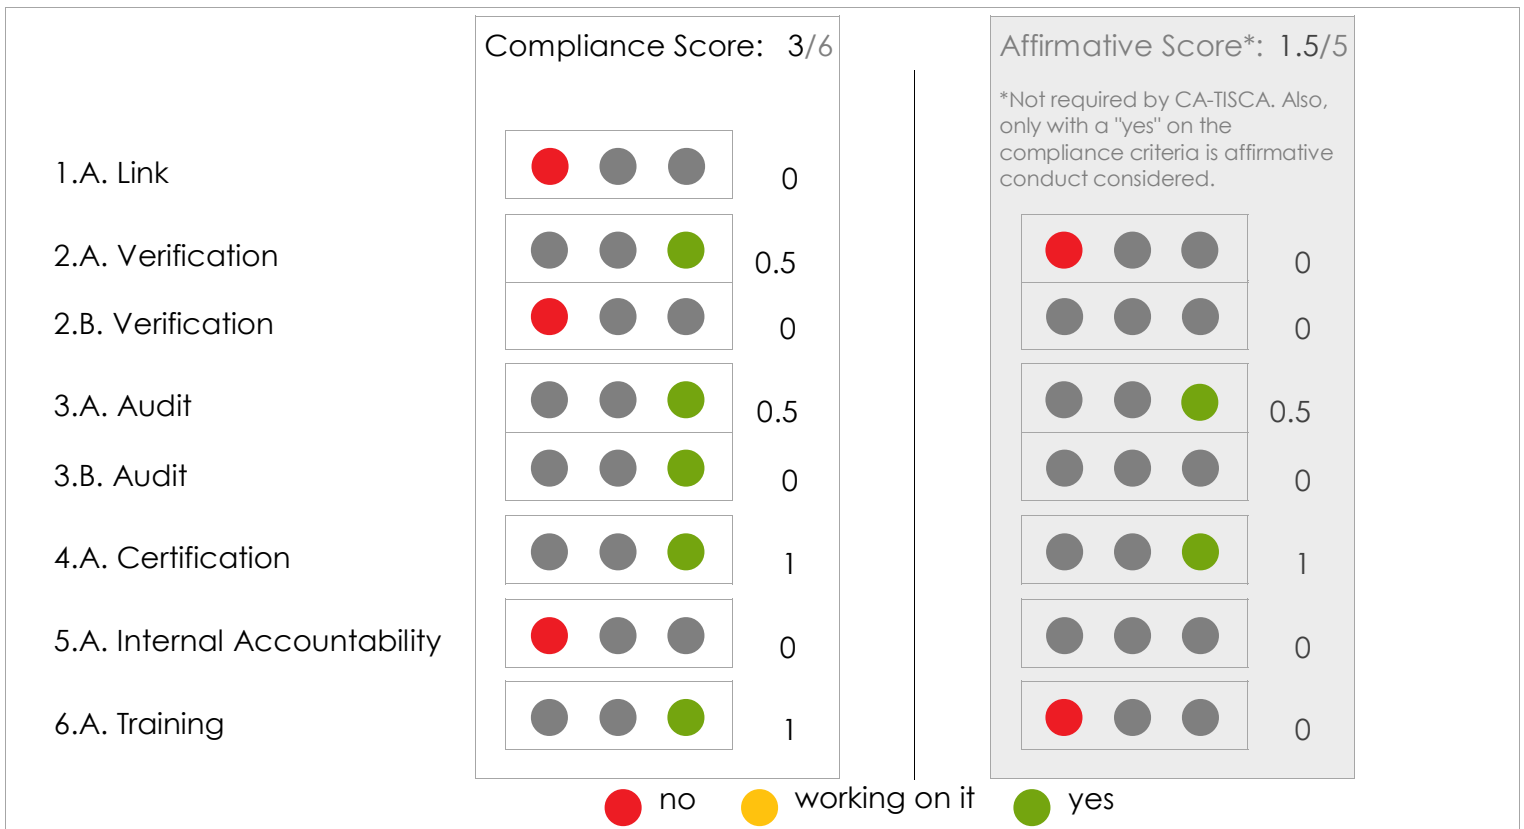 Compliance Score: 3/6
Affirmative Score*: 1.5/5
*Not required by CA-TISCA. Also,
only with a "yes" on the
compliance criteria is affirmative
conduct considered.
1.A. Link 0
2.A. Verification 0.5 0
2.B. Verification 0 0
3.A. Audit 0.5 0.5
3.B. Audit 0 0
4.A. Certification 1 1
5.A. Internal Accountability 0 0
6.A. Training 1 0
no working on it yes